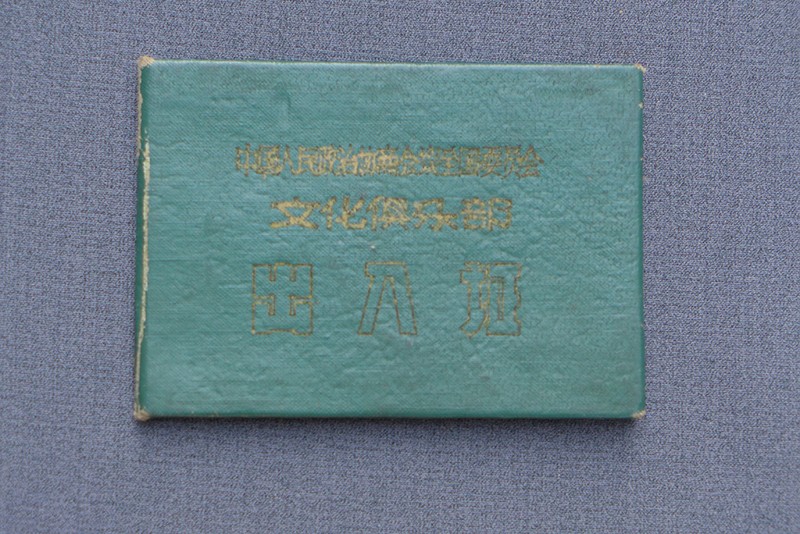 中国人民政治协商会议全国委员会
文化俱乐部
出入证